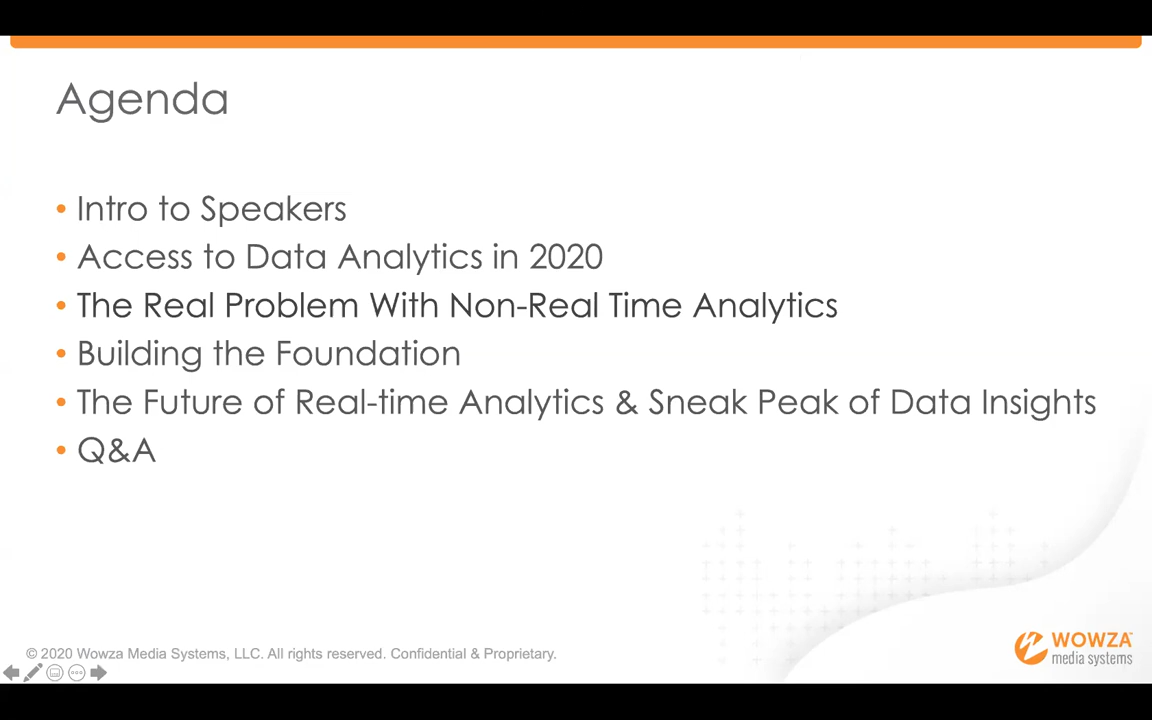 Agenda
• Intro to Speakers
• Access to Data Analytics in 2020
• The Real Problem With Non-Real Time Analytics
• Building the Foundation
• The Future of Real-time Analytics & Sneak Peak of Data Insights
• Q&A
© 2020 Wowza Media Systems, LLC. All rights reserved. Confidential & Proprietary.
WOWZA™
media systems